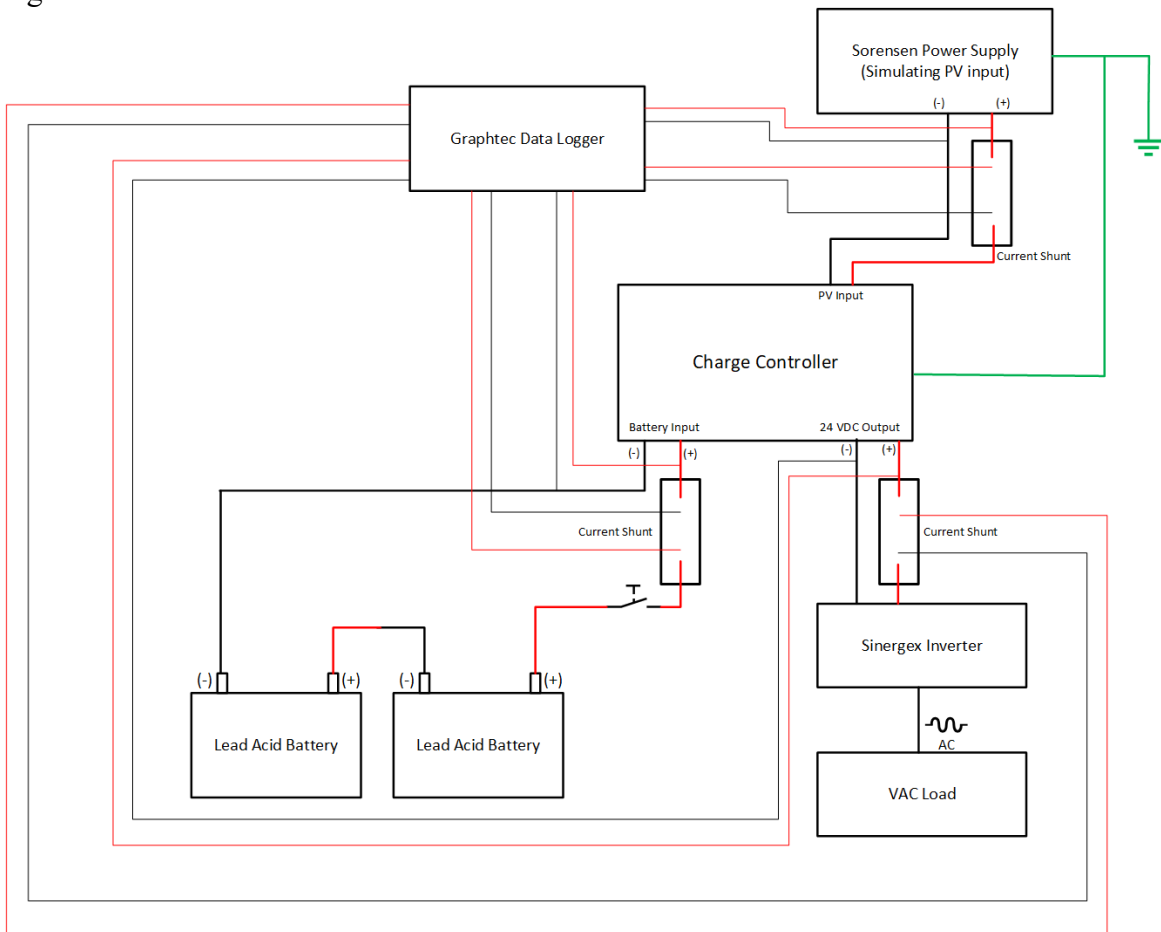 g
Sorensen Power Supply
(Simulating PV input)
(-)
(+)
Graphtec Data Logger
Current Shunt
PV Input
Charge Controller
Battery Input
24 VDC Output
(-)
(+)
(-)
(+)
Current Shunt
Current Shunt
Sinergex Inverter
(-)
(+)
(-)
(+)
Lead Acid Battery
Lead Acid Battery
AC
VAC Load